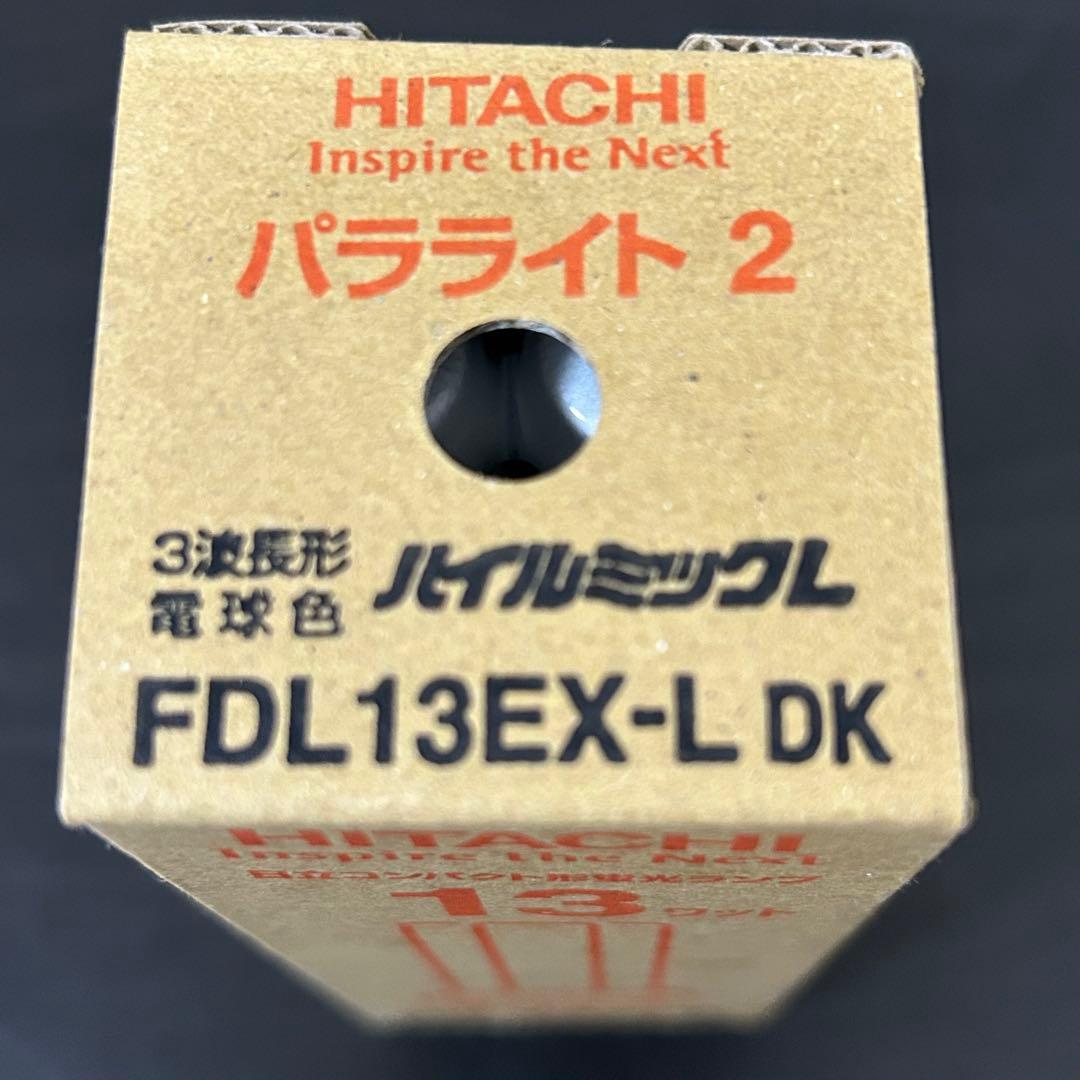 HITACHI
Inspire the Next
パラライト 2
3波長形
電球色
ハイルミックL
FDL13EX-L DK
HITACHI
Inspire the Next
日立コンパクト形蛍光ランプ
13ワット